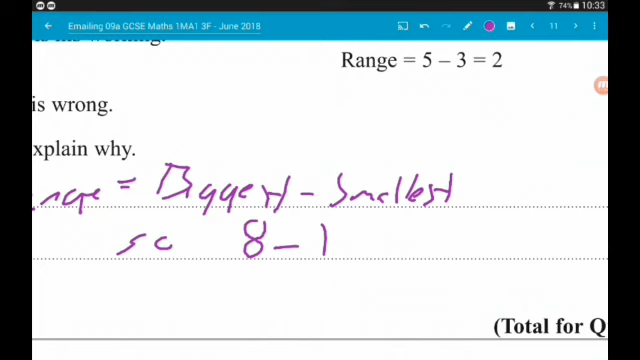 74% 10:33
Emailing 09a GCSE Maths 1MA1 3F - June 2018
11
Range = 5 – 3 = 2
is wrong.
xplain why.
nge = Biggest - Smallest
so 8 - 1
(Total for Q